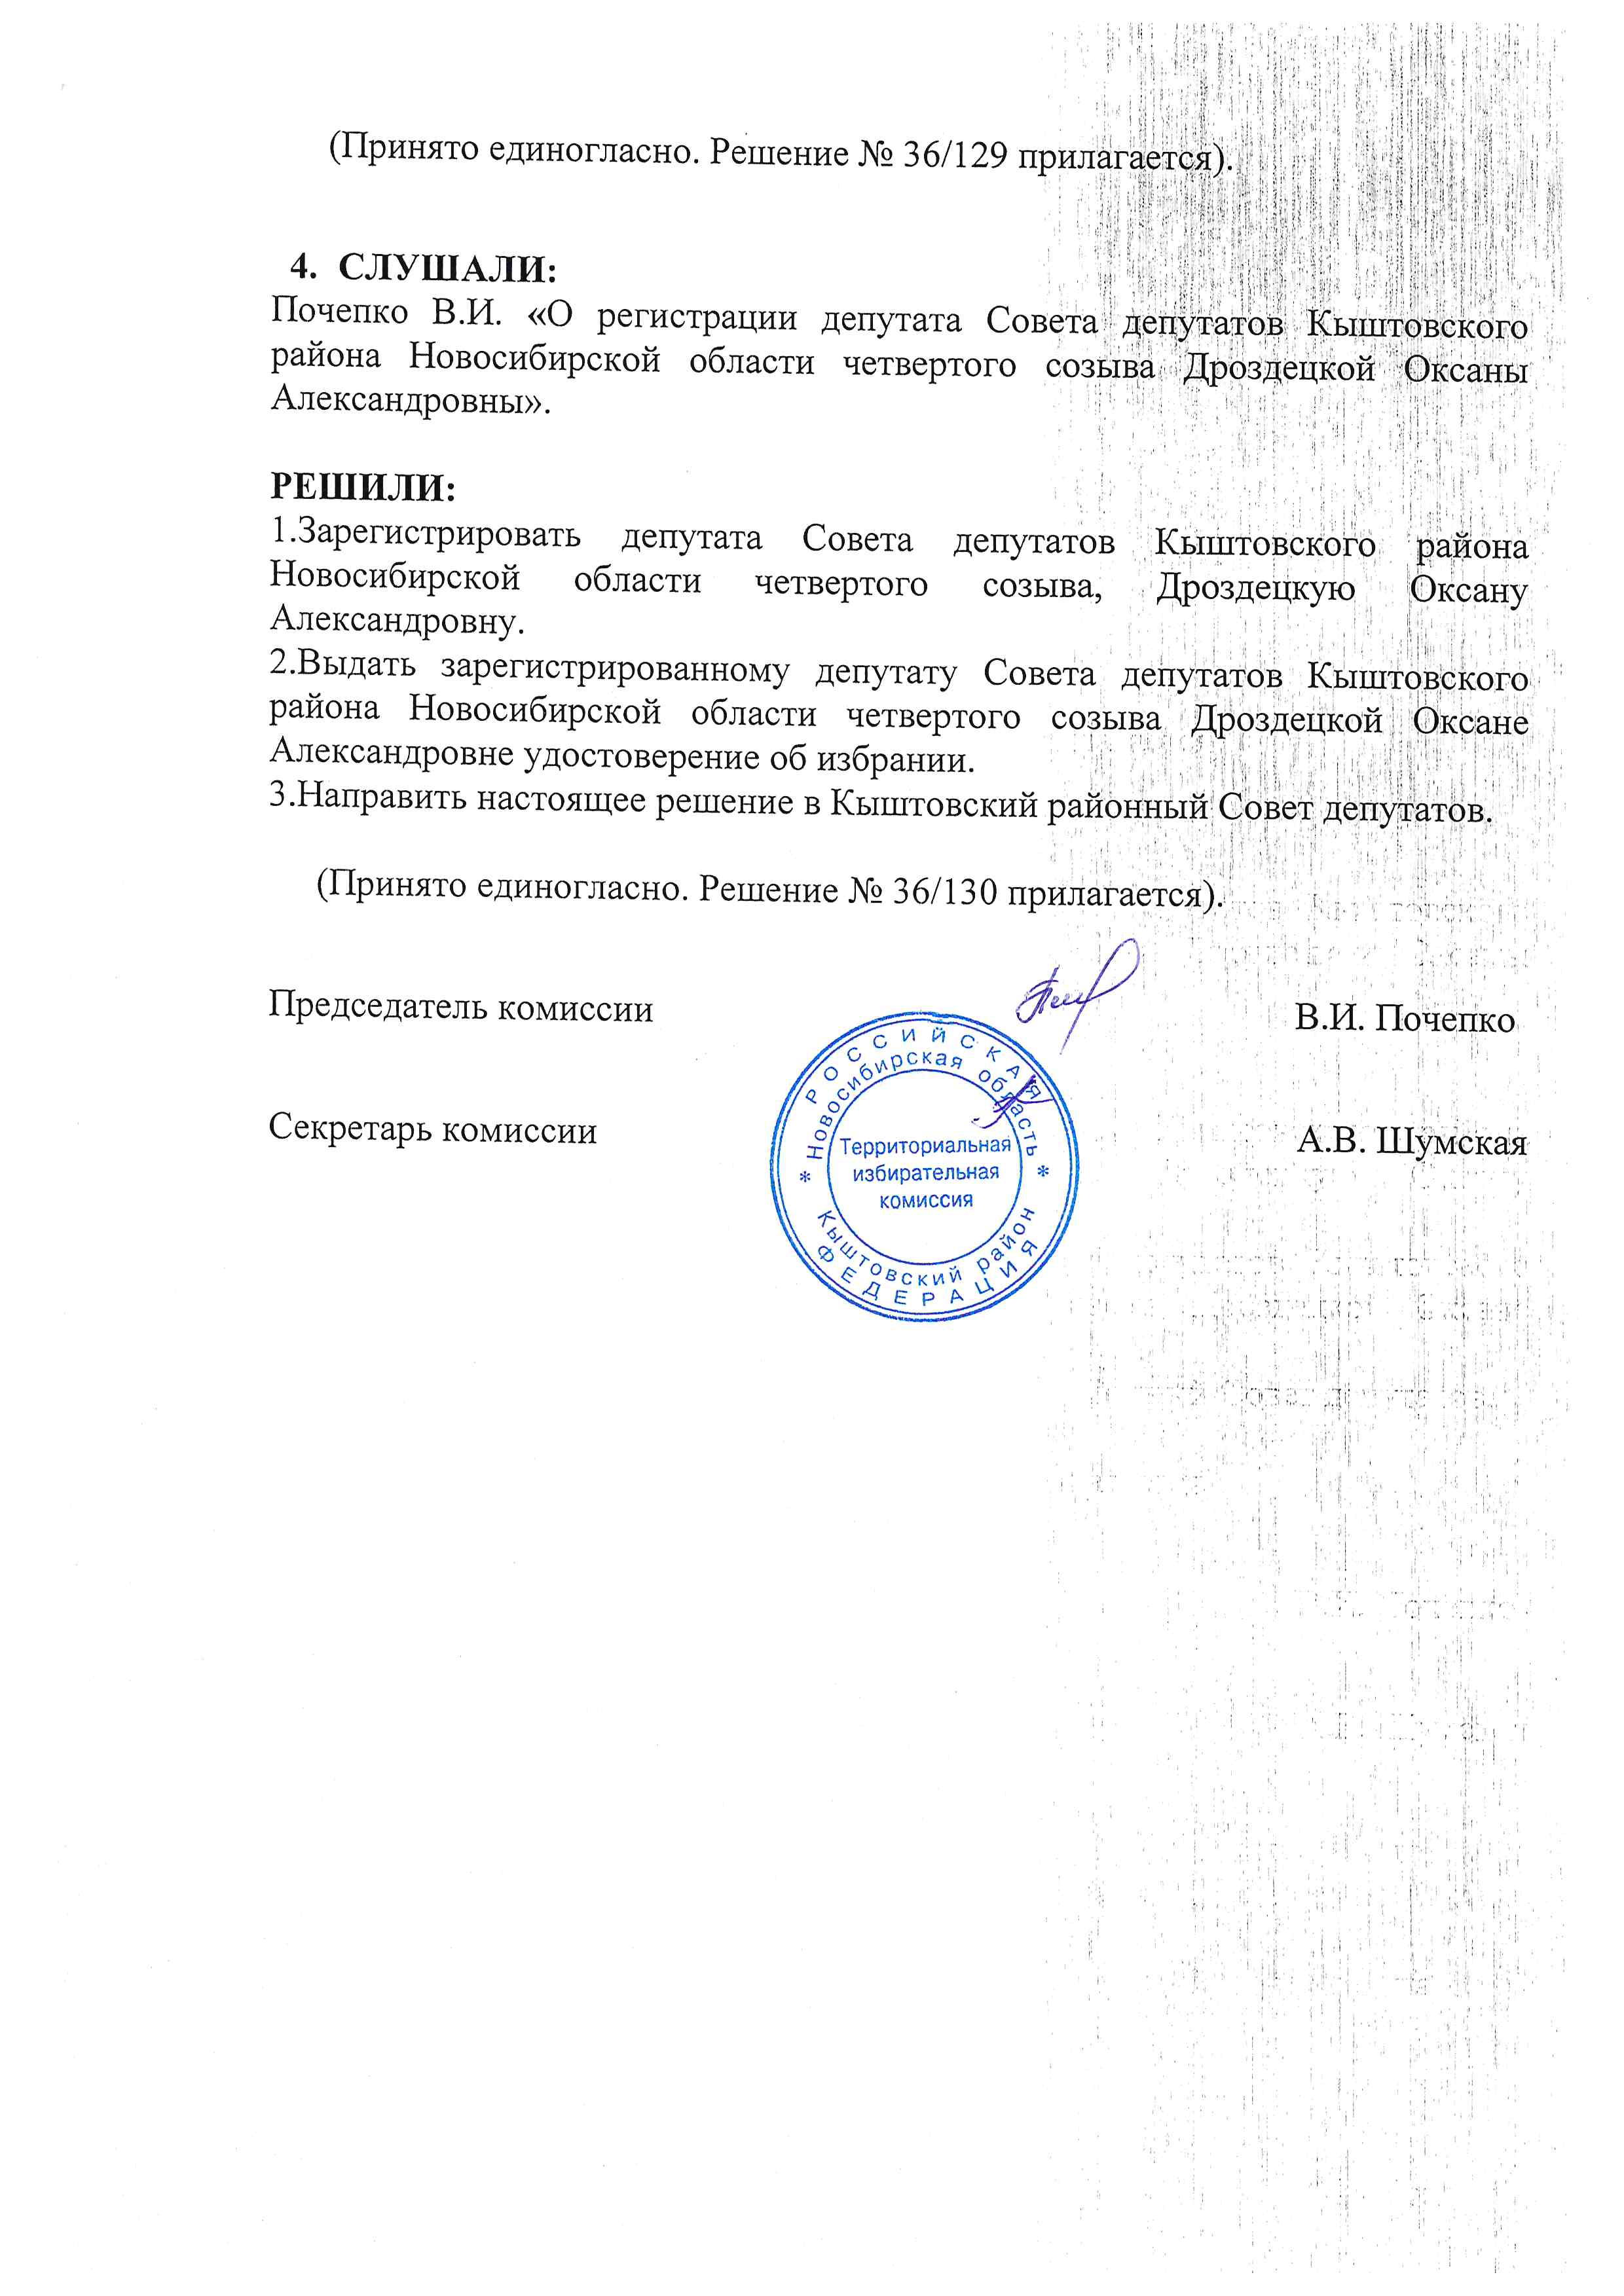 (Принято единогласно. Решение № 36/129 прилагается).
4. СЛУШАЛИ:
Почепко В.И. «О регистрации депутата Совета депутатов Кыштовского
района Новосибирской области четвертого созыва Дроздецкой Оксаны
Александровны».
РЕШИЛИ:
1.Зарегистрировать депутата Совета депутатов Кыштовского района
Новосибирской области четвертого созыва, Дроздецкую Оксану
Александровну.
2.Выдать зарегистрированному депутату Совета депутатов Кыштовского
района Новосибирской области четвертого созыва Дроздецкой Оксане
Александровне удостоверение об избрании.
3.Направить настоящее решение в Кыштовский районный Совет депутатов.
(Принято единогласно. Решение № 36/130 прилагается).
Председатель комиссии В.И. Почепко
Секретарь комиссии А.В. Шумская
РОССИЙСКАЯ
Новосибирская область
Территориальная
избирательная
комиссия
Кыштовский район
ФЕДЕРАЦИЯ